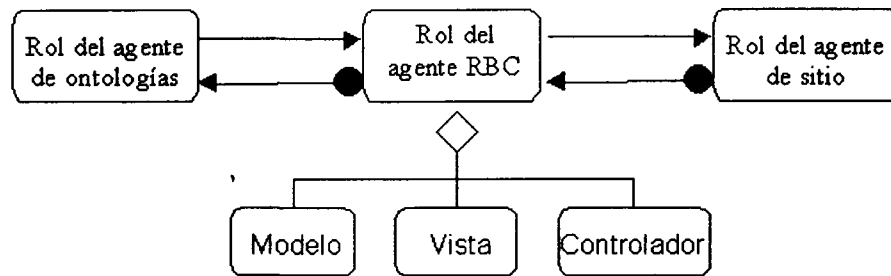 Rol del agente
de ontologías
Rol del
agente RBC
Rol del agente
de sitio
Modelo
Vista
Controlador